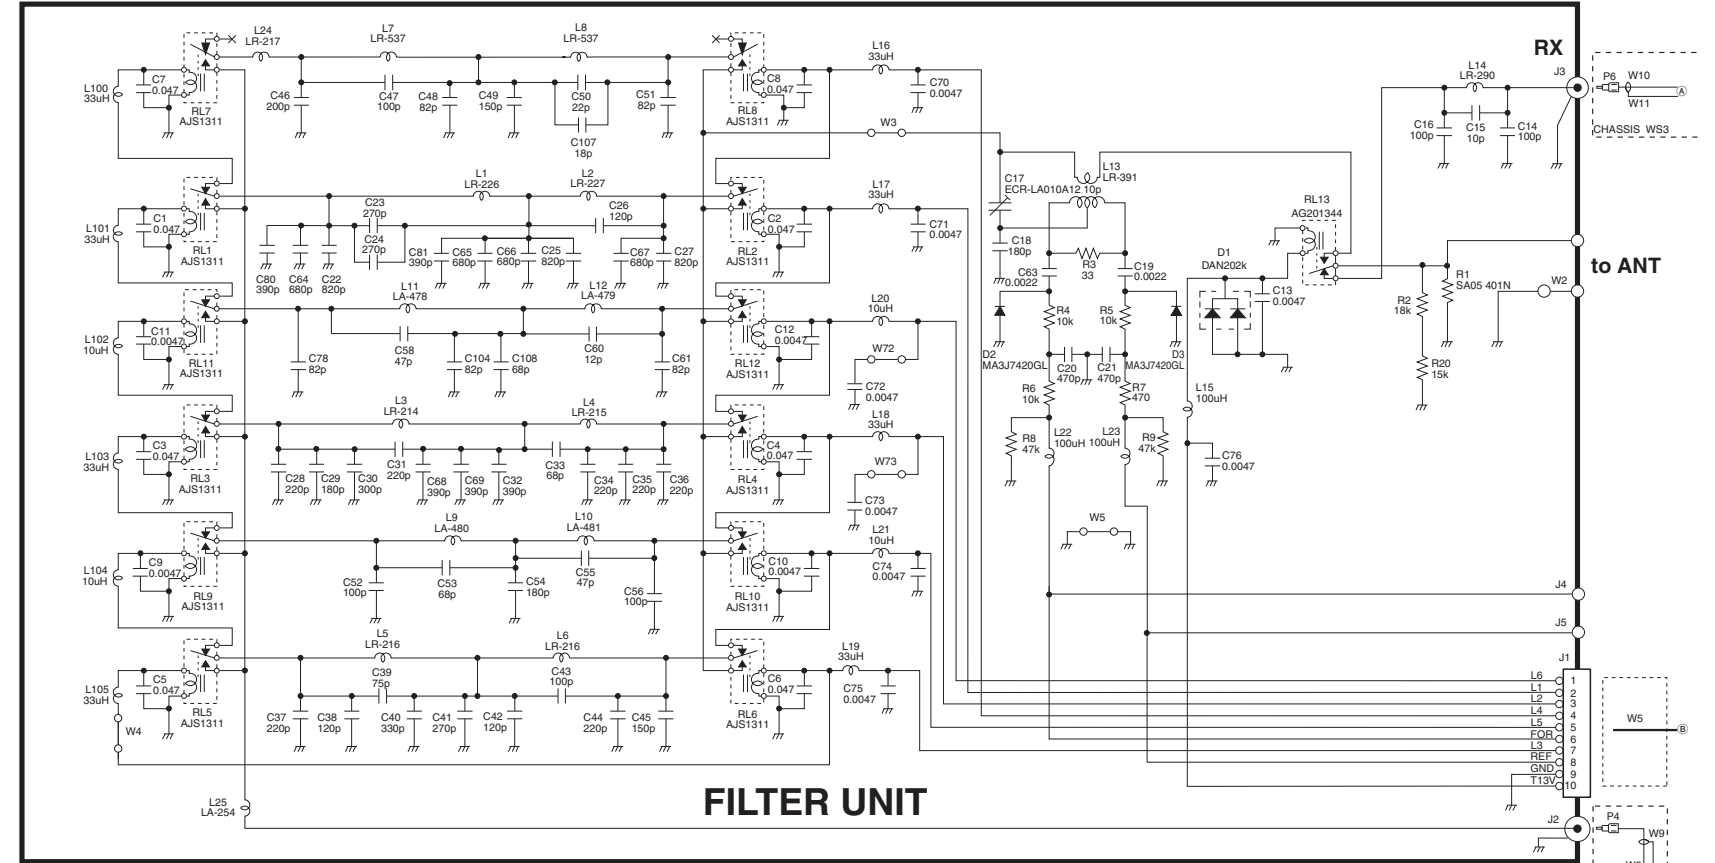 L24
LR-217
L7
LR-537
L8
LR-537
L16
33uH
RX
J3
L14
LR-290
P6
W10
W11
A
CHASSIS WS3
L100
33uH
C7
0.047
RL7
AJS1311
C46
200p
C47
100p
C48
82p
C49
150p
C50
22p
C107
18p
C51
82p
C8
0.047
RL8
AJS1311
C70
0.0047
W3
C16
100p
C15
10p
C14
100p
L1
LR-226
L2
LR-227
L17
33uH
C17
ECR-LA010A12 10p
L13
LR-391
RL13
AG201344
L101
33uH
C1
0.047
RL1
AJS1311
C23
270p
C24
270p
C26
120p
C80
390p
C64
680p
C22
820p
C81
390p
C65
680p
C66
680p
C25
820p
C67
680p
C27
820p
C2
0.047
RL2
AJS1311
C71
0.0047
C18
180p
C63
0.0022
R3
33
C19
0.0022
D1
DAN202k
C13
0.0047
R2
18k
R1
SA05 401N
to ANT
W2
L11
LA-478
L12
LA-479
L20
10uH
L102
10uH
C11
0.0047
RL11
AJS1311
C78
82p
C58
47p
C104
82p
C108
68p
C60
12p
C61
82p
C12
0.0047
RL12
AJS1311
W72
C72
0.0047
R4
10k
R5
10k
D2
MA3J7420GL
C20
470p
C21
470p
D3
MA3J7420GL
R20
15k
R6
10k
R7
470
L15
100uH
L3
LR-214
L4
LR-215
L18
33uH
L103
33uH
C3
0.047
RL3
AJS1311
C28
220p
C29
180p
C30
300p
C31
220p
C68
390p
C69
390p
C32
390p
C33
68p
C34
220p
C35
220p
C36
220p
C4
0.047
RL4
AJS1311
W73
C73
0.0047
R8
47k
L22
100uH
L23
100uH
R9
47k
C76
0.0047
L9
LA-480
L10
LA-481
L21
10uH
W5
L104
10uH
C9
0.0047
RL9
AJS1311
C52
100p
C53
68p
C54
180p
C55
47p
C56
100p
C10
0.0047
RL10
AJS1311
C74
0.0047
J4
J5
L5
LR-216
L6
LR-216
L19
33uH
L105
33uH
W4
C5
0.047
RL5
AJS1311
C37
220p
C38
120p
C39
75p
C40
330p
C41
270p
C42
120p
C43
100p
C44
220p
C45
150p
C6
0.047
RL6
AJS1311
C75
0.0047
J1
L6 1
L1 2
L2 3
L4 4
L5 5
FOR 6
L3 7
REF 8
GND 9
T13V 10
W5
B
L25
LA-254
FILTER UNIT
J2
P4
W9